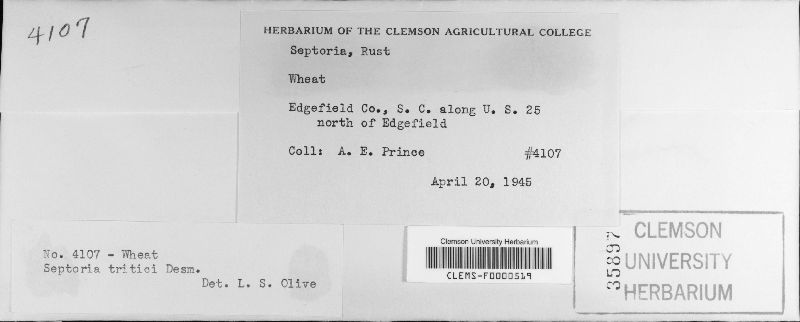 4107
HERBARIUM OF THE CLEMSON AGRICULTURAL COLLEGE
Septoria, Rust
Wheat
Edgefield Co., S. C. along U. S. 25
north of Edgefield
Coll: A. E. Prince #4107
April 20, 1945
No. 4107 - Wheat
Septoria tritici Desm.
Det. L. S. Olive
Clemson University Herbarium
CLEMS-F0000519
35897
CLEMSON
UNIVERSITY
HERBARIUM